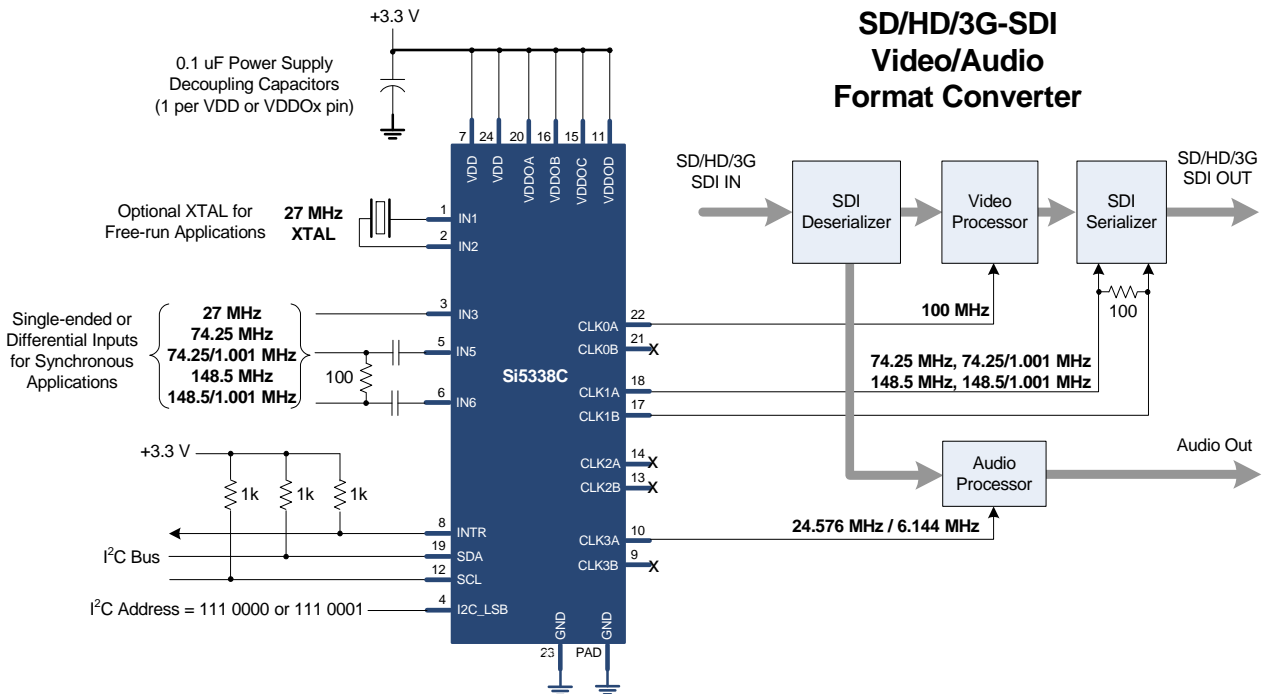 +3.3 V
SD/HD/3G-SDI
Video/Audio
Format Converter
0.1 uF Power Supply
Decoupling Capacitors
(1 per VDD or VDDOx pin)
7
24
20
16
15
11
VDD
VDD
VDDOA
VDDOB
VDDOC
VDDOD
Optional XTAL for
Free-run Applications
27 MHz
XTAL
1
IN1
2
IN2
Single-ended or
Differential Inputs
for Synchronous
Applications
27 MHz
74.25 MHz
74.25/1.001 MHz
148.5 MHz
148.5/1.001 MHz
100
3
IN3
5
IN5
6
IN6
Si5338C
+3.3 V
1k
1k
1k
8
INTR
I²C Bus
19
SDA
12
SCL
I²C Address = 111 0000 or 111 0001
4
I2C_LSB
GND
GND
23
PAD
22
CLK0A
21
CLK0B
X
18
CLK1A
17
CLK1B
14
CLK2A
X
13
CLK2B
X
10
CLK3A
9
CLK3B
X
SD/HD/3G
SDI IN
SDI
Deserializer
Video
Processor
SDI
Serializer
SD/HD/3G
SDI OUT
100 MHz
100
74.25 MHz, 74.25/1.001 MHz
148.5 MHz, 148.5/1.001 MHz
Audio
Processor
Audio Out
24.576 MHz / 6.144 MHz